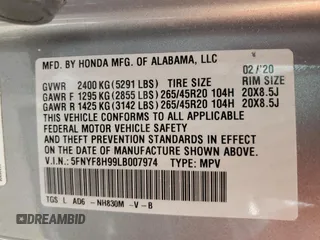 MFD. BY HONDA MFG. OF ALABAMA, LLC
02/'20
GVWR 2400 KG (5291 LBS) TIRE SIZE RIM SIZE
GAWR F 1295 KG (2855 LBS) 265/45R20 104H 20X8.5J
GAWR R 1425 KG (3142 LBS) 265/45R20 104H 20X8.5J
THIS VEHICLE CONFORMS TO ALL APPLICABLE
FEDERAL MOTOR VEHICLE SAFETY, BUMPER,
AND THEFT PREVENTION STANDARDS IN EFFECT
ON THE DATE OF MANUFACTURE SHOWN ABOVE.
V.I.N.: 5FNYF8H99LB007974 TYPE: MPV
TGS L AD6 -NH830M -V-B
DREAMBID